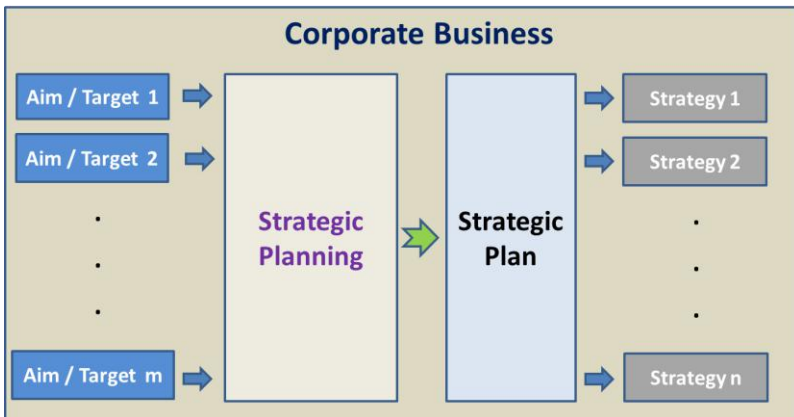 Corporate Business
Aim / Target 1
Aim / Target 2
.
.
.
Aim / Target m
Strategic
Planning
Strategic
Plan
Strategy 1
Strategy 2
.
.
.
Strategy n